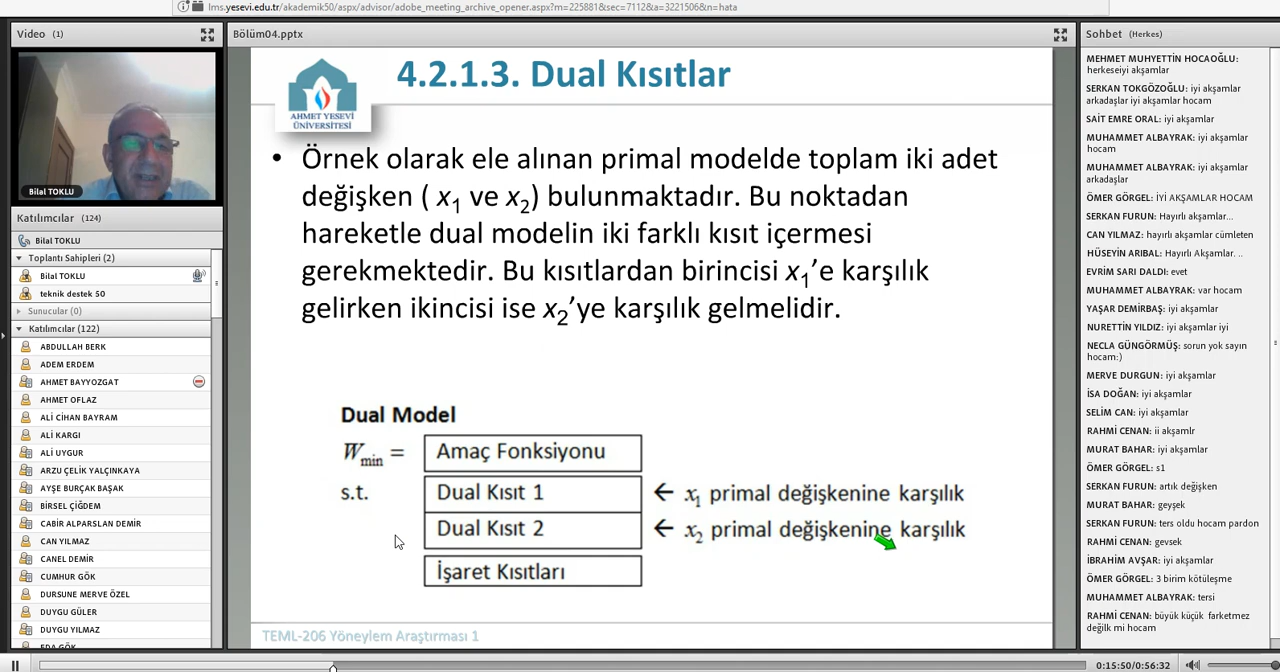 lms.yesevi.edu.tr/akademik50/aspx/advisor/adobe_meeting_archive_opener.aspx?m=225881&sec=7112&a=3221506&n=hata
Video (1)
Bilal TOKLU
Katılımcılar (124)
Bilal TOKLU
Toplantı Sahipleri (2)
Bilal TOKLU
teknik destek 50
Sunucular (0)
Katılımcılar (122)
ABDULLAH BERK
ADEM ERDEM
AHMET BAYYOZGAT
AHMET OFLAZ
ALİ CİHAN BAYRAM
ALİ KARGI
ALİ UYGUR
ARZU ÇELİK YALÇINKAYA
AYŞE BURÇAK BAŞAK
BİRSEL ÇİĞDEM
CABİR ALPARSLAN DEMİR
CAN YILMAZ
CANEL DEMİR
CUMHUR GÖK
DURSUNE MERVE ÖZEL
DUYGU GÜLER
DUYGU YILMAZ
EDA GÖK
Bölüm04.pptx
AHMET YESEVİ
ÜNİVERSİTESİ
4.2.1.3. Dual Kısıtlar
• Örnek olarak ele alınan primal modelde toplam iki adet
değişken ( x₁ ve x₂) bulunmaktadır. Bu noktadan
hareketle dual modelin iki farklı kısıt içermesi
gerekmektedir. Bu kısıtlardan birincisi x₁’e karşılık
gelirken ikincisi ise x₂’ye karşılık gelmelidir.
Dual Model
Wmin = Amaç Fonksiyonu
s.t. Dual Kısıt 1 ← x₁ primal değişkenine karşılık
Dual Kısıt 2 ← x₂ primal değişkenine karşılık
İşaret Kısıtları
TEML-206 Yöneylem Araştırması 1
Sohbet (Herkes)
MEHMET MUHYETTİN HOCAOĞLU:
herkeseiyi akşamlar
SERKAN TOKGÖZOĞLU: iyi akşamlar
arkadaşlar iyi akşamlar hocam
SAİT EMRE ORAL: iyi akşamlar
MUHAMMET ALBAYRAK: iyi akşamlar
hocam
MUHAMMET ALBAYRAK: iyi akşamlar
arkadaşlar
ÖMER GÖRGEL: İYİ AKŞAMLAR HOCAM
SERKAN FURUN: Hayırlı akşamlar...
CAN YILMAZ: hayırlı akşamlar cümleten
HÜSEYİN ARIBAL: Hayırlı Akşamlar. ..
EVRİM SARI DALDI: evet
MUHAMMET ALBAYRAK: var hocam
YAŞAR DEMİRBAŞ: iyi akşamlar
NURETTİN YILDIZ: iyi akşamlar iyi
NECLA GÜNGÖRMÜŞ: sorun yok sayın
hocam:)
MERVE DURGUN: iyi akşamlar
İSA DOĞAN: iyi akşamlar
SELİM CAN: iyi akşamlar
RAHMİ CENAN: ii akşamlr
MURAT BAHAR: iyi akşamlar
ÖMER GÖRGEL: s1
SERKAN FURUN: artık değişken
MURAT BAHAR: geyşek
SERKAN FURUN: ters oldu hocam pardon
RAHMİ CENAN: gevsek
İBRAHİM AVŞAR: iyi akşamlar
ÖMER GÖRGEL: 3 birim kötüleşme
MUHAMMET ALBAYRAK: tersi
RAHMİ CENAN: büyük küçük farketmez
değilk mi hocam
0:15:50/0:56:32